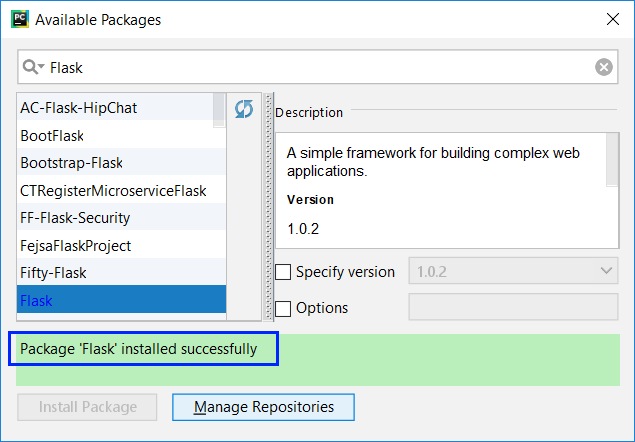 PC
Available Packages
Flask
AC-Flask-HipChat
BootFlask
Bootstrap-Flask
CTRegisterMicroserviceFlask
FF-Flask-Security
FejsaFlaskProject
Fifty-Flask
Flask
Description
A simple framework for building complex web
applications.
Version
1.0.2
Specify version
1.0.2
Options
Package 'Flask' installed successfully
Install Package
Manage Repositories